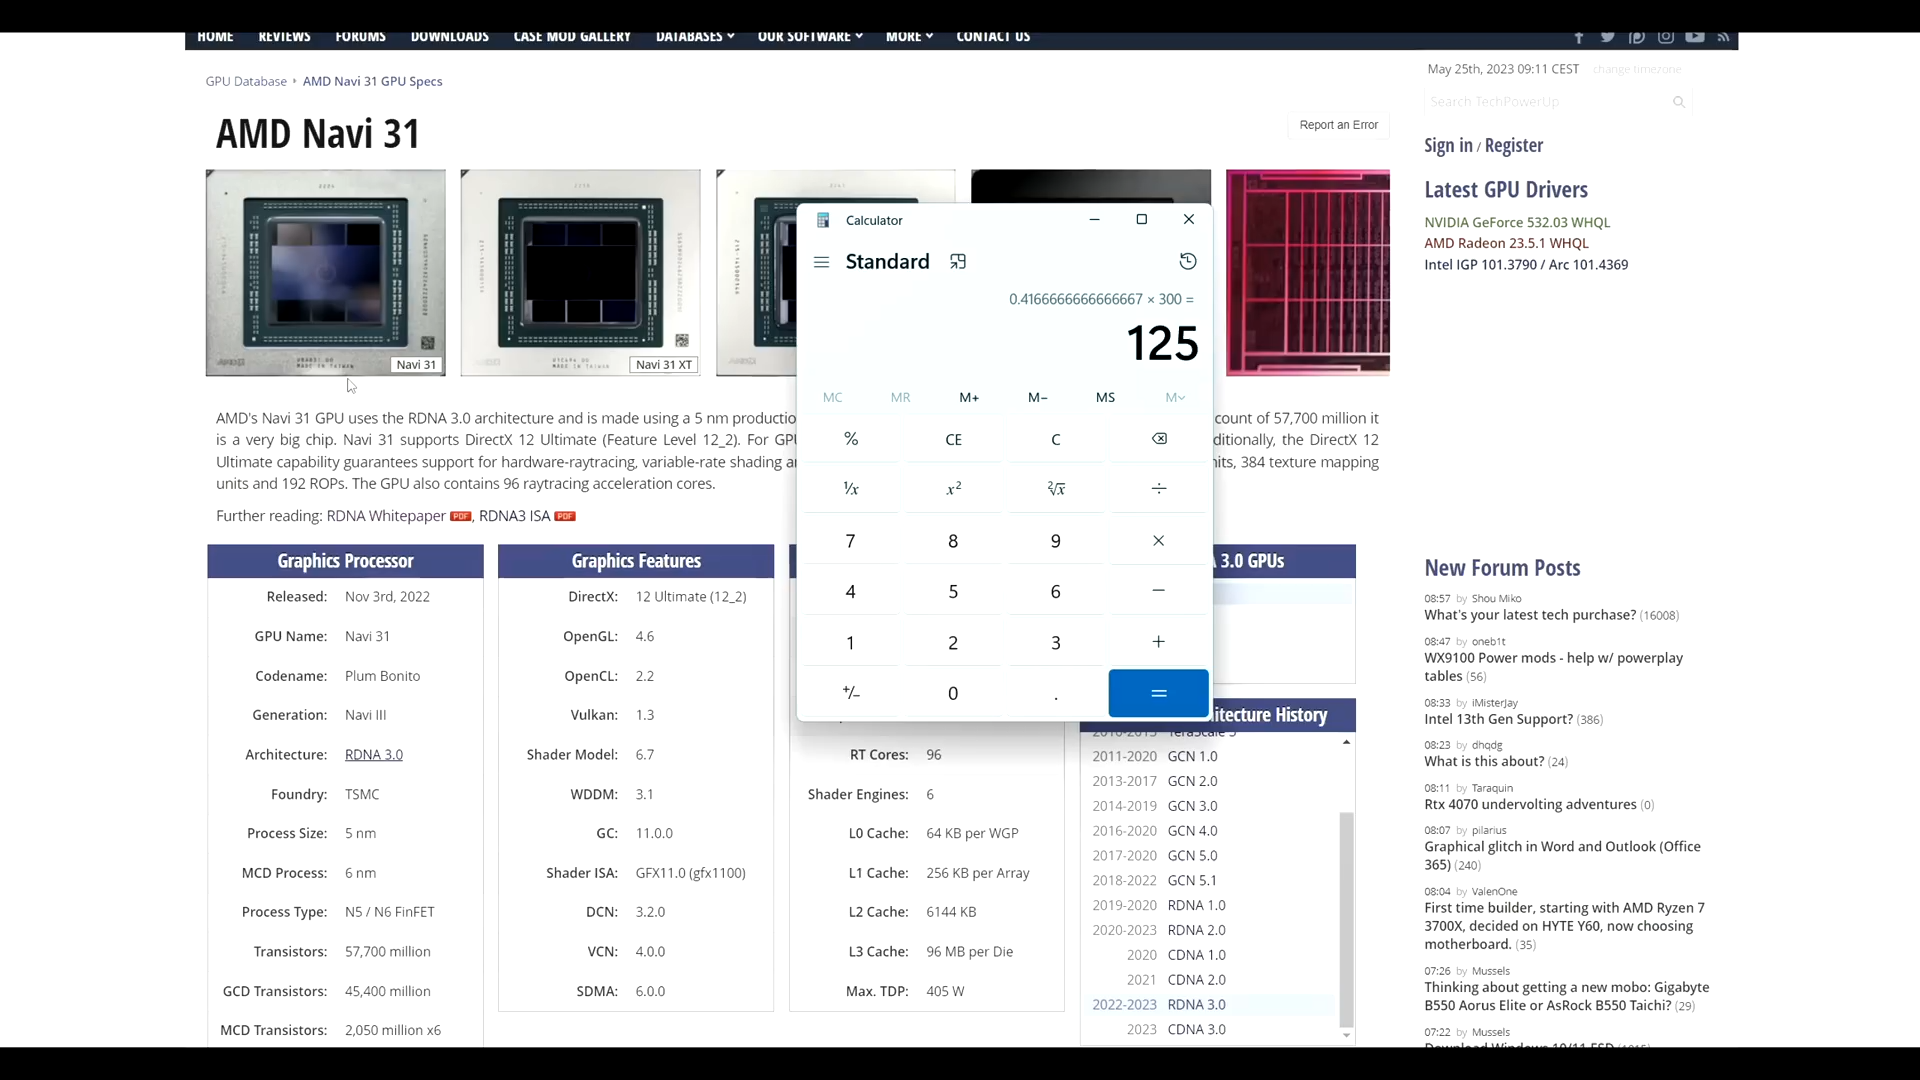 HOME REVIEWS FORUMS DOWNLOADS CASE MOD GALLERY DATABASES OUR SOFTWARE MORE CONTACT US
GPU Database AMD Navi 31 GPU Specs
May 25th, 2023 09:11 CEST change timezone
Search TechPowerUp
AMD Navi 31
Report an Error
Sign in / Register
Latest GPU Drivers
NVIDIA GeForce 532.03 WHQL
AMD Radeon 23.5.1 WHQL
Intel IGP 101.3790 / Arc 101.4369
MADE IN TAIWAN
Navi 31
Navi 31 XT
Calculator
Standard
0.4166666666666667 × 300 =
125
MC MR M+ M− MS M
% CE C
¹/x x² ²√x ÷
7 8 9 ×
4 5 6 −
1 2 3 +
+/− 0 . =
AMD's Navi 31 GPU uses the RDNA 3.0 architecture and is made using a 5 nm productio
count of 57,700 million it
is a very big chip. Navi 31 supports DirectX 12 Ultimate (Feature Level 12_2). For GP
ditionally, the DirectX 12
Ultimate capability guarantees support for hardware-raytracing, variable-rate shading a
its, 384 texture mapping
units and 192 ROPs. The GPU also contains 96 raytracing acceleration cores.
Further reading: RDNA Whitepaper PDF, RDNA3 ISA PDF
Graphics Processor
Released: Nov 3rd, 2022
GPU Name: Navi 31
Codename: Plum Bonito
Generation: Navi III
Architecture: RDNA 3.0
Foundry: TSMC
Process Size: 5 nm
MCD Process: 6 nm
Process Type: N5 / N6 FinFET
Transistors: 57,700 million
GCD Transistors: 45,400 million
MCD Transistors: 2,050 million x6
Graphics Features
DirectX: 12 Ultimate (12_2)
OpenGL: 4.6
OpenCL: 2.2
Vulkan: 1.3
Shader Model: 6.7
WDDM: 3.1
GC: 11.0.0
Shader ISA: GFX11.0 (gfx1100)
DCN: 3.2.0
VCN: 4.0.0
SDMA: 6.0.0
RT Cores: 96
Shader Engines: 6
L0 Cache: 64 KB per WGP
L1 Cache: 256 KB per Array
L2 Cache: 6144 KB
L3 Cache: 96 MB per Die
Max. TDP: 405 W
3.0 GPUs
itecture History
2010-2013 TeraScale 3
2011-2020 GCN 1.0
2013-2017 GCN 2.0
2014-2019 GCN 3.0
2016-2020 GCN 4.0
2017-2020 GCN 5.0
2018-2022 GCN 5.1
2019-2020 RDNA 1.0
2020-2023 RDNA 2.0
2020 CDNA 1.0
2021 CDNA 2.0
2022-2023 RDNA 3.0
2023 CDNA 3.0
New Forum Posts
08:57 by Shou Miko
What's your latest tech purchase? (16008)
08:47 by oneb1t
WX9100 Power mods - help w/ powerplay
tables (56)
08:33 by iMisterJay
Intel 13th Gen Support? (386)
08:23 by dhqdg
What is this about? (24)
08:11 by Taraquin
Rtx 4070 undervolting adventures (0)
08:07 by pilarius
Graphical glitch in Word and Outlook (Office
365) (240)
08:04 by ValenOne
First time builder, starting with AMD Ryzen 7
3700X, decided on HYTE Y60, now choosing
motherboard. (35)
07:26 by Mussels
Thinking about getting a new mobo: Gigabyte
B550 Aorus Elite or AsRock B550 Taichi? (29)
07:22 by Mussels
Download Windows 10/11 ESD